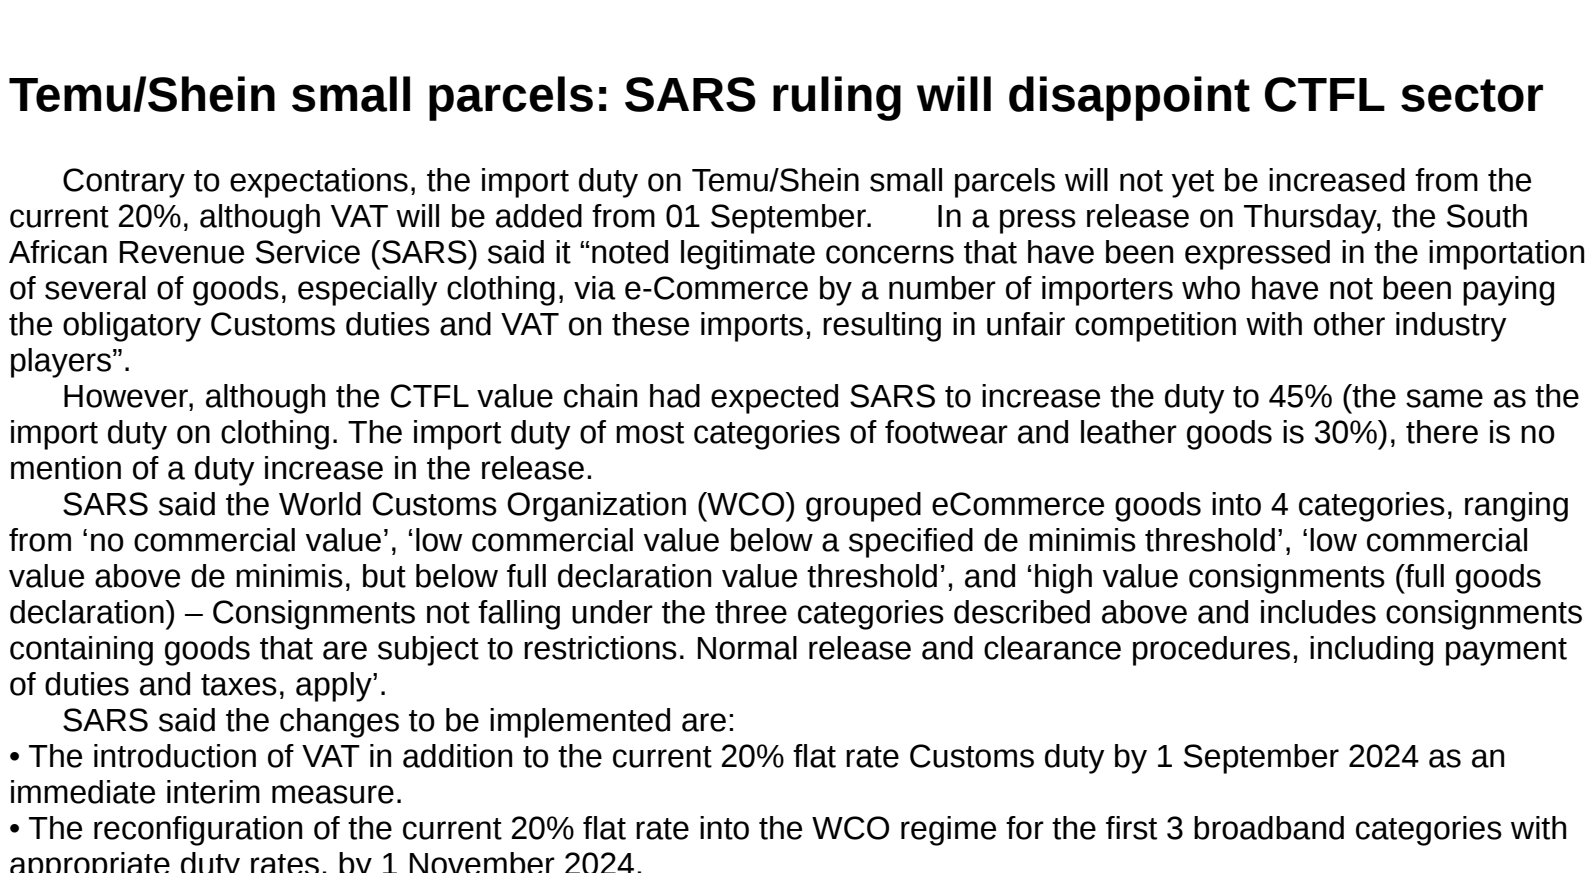 Temu/Shein small parcels: SARS ruling will disappoint CTFL sector
Contrary to expectations, the import duty on Temu/Shein small parcels will not yet be increased from the
current 20%, although VAT will be added from 01 September. In a press release on Thursday, the South
African Revenue Service (SARS) said it “noted legitimate concerns that have been expressed in the importation
of several of goods, especially clothing, via e-Commerce by a number of importers who have not been paying
the obligatory Customs duties and VAT on these imports, resulting in unfair competition with other industry
players”.
However, although the CTFL value chain had expected SARS to increase the duty to 45% (the same as the
import duty on clothing. The import duty of most categories of footwear and leather goods is 30%), there is no
mention of a duty increase in the release.
SARS said the World Customs Organization (WCO) grouped eCommerce goods into 4 categories, ranging
from ‘no commercial value’, ‘low commercial value below a specified de minimis threshold’, ‘low commercial
value above de minimis, but below full declaration value threshold’, and ‘high value consignments (full goods
declaration) – Consignments not falling under the three categories described above and includes consignments
containing goods that are subject to restrictions. Normal release and clearance procedures, including payment
of duties and taxes, apply’.
SARS said the changes to be implemented are:
• The introduction of VAT in addition to the current 20% flat rate Customs duty by 1 September 2024 as an
immediate interim measure.
• The reconfiguration of the current 20% flat rate into the WCO regime for the first 3 broadband categories with
appropriate duty rates, by 1 November 2024.